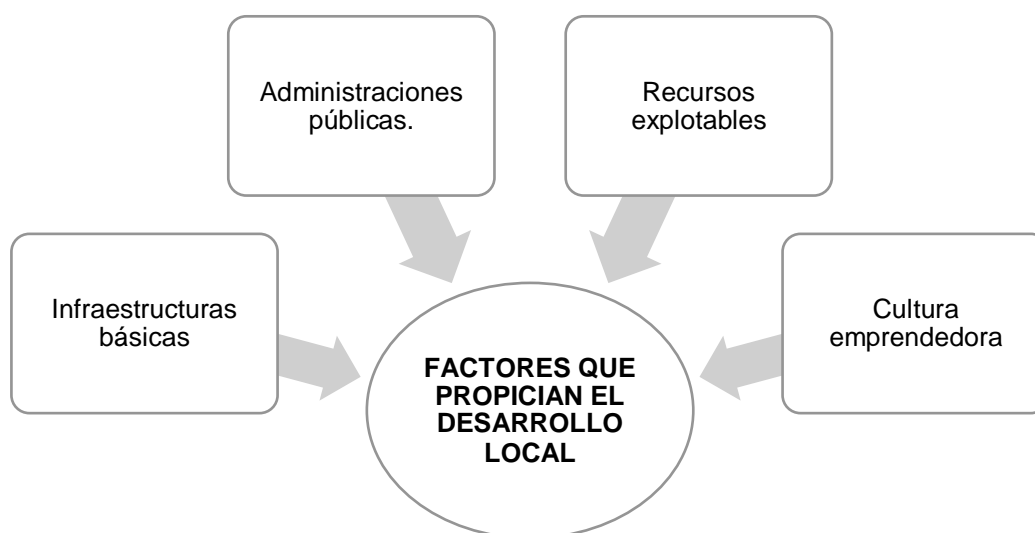 Administraciones
públicas.
Recursos
explotables
Infraestructuras
básicas
Cultura
emprendedora
FACTORES QUE
PROPICIAN EL
DESARROLLO
LOCAL